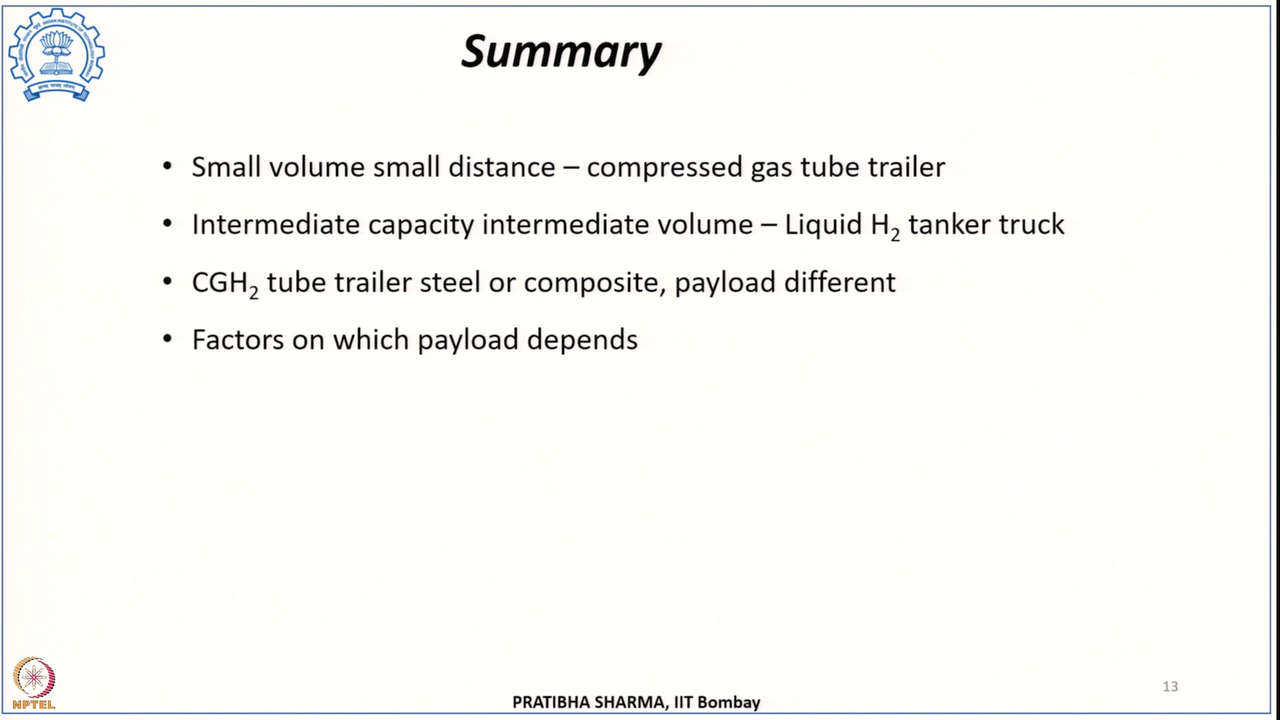 Summary
• Small volume small distance – compressed gas tube trailer
• Intermediate capacity intermediate volume – Liquid H₂ tanker truck
• CGH₂ tube trailer steel or composite, payload different
• Factors on which payload depends
NPTEL
PRATIBHA SHARMA, IIT Bombay
13